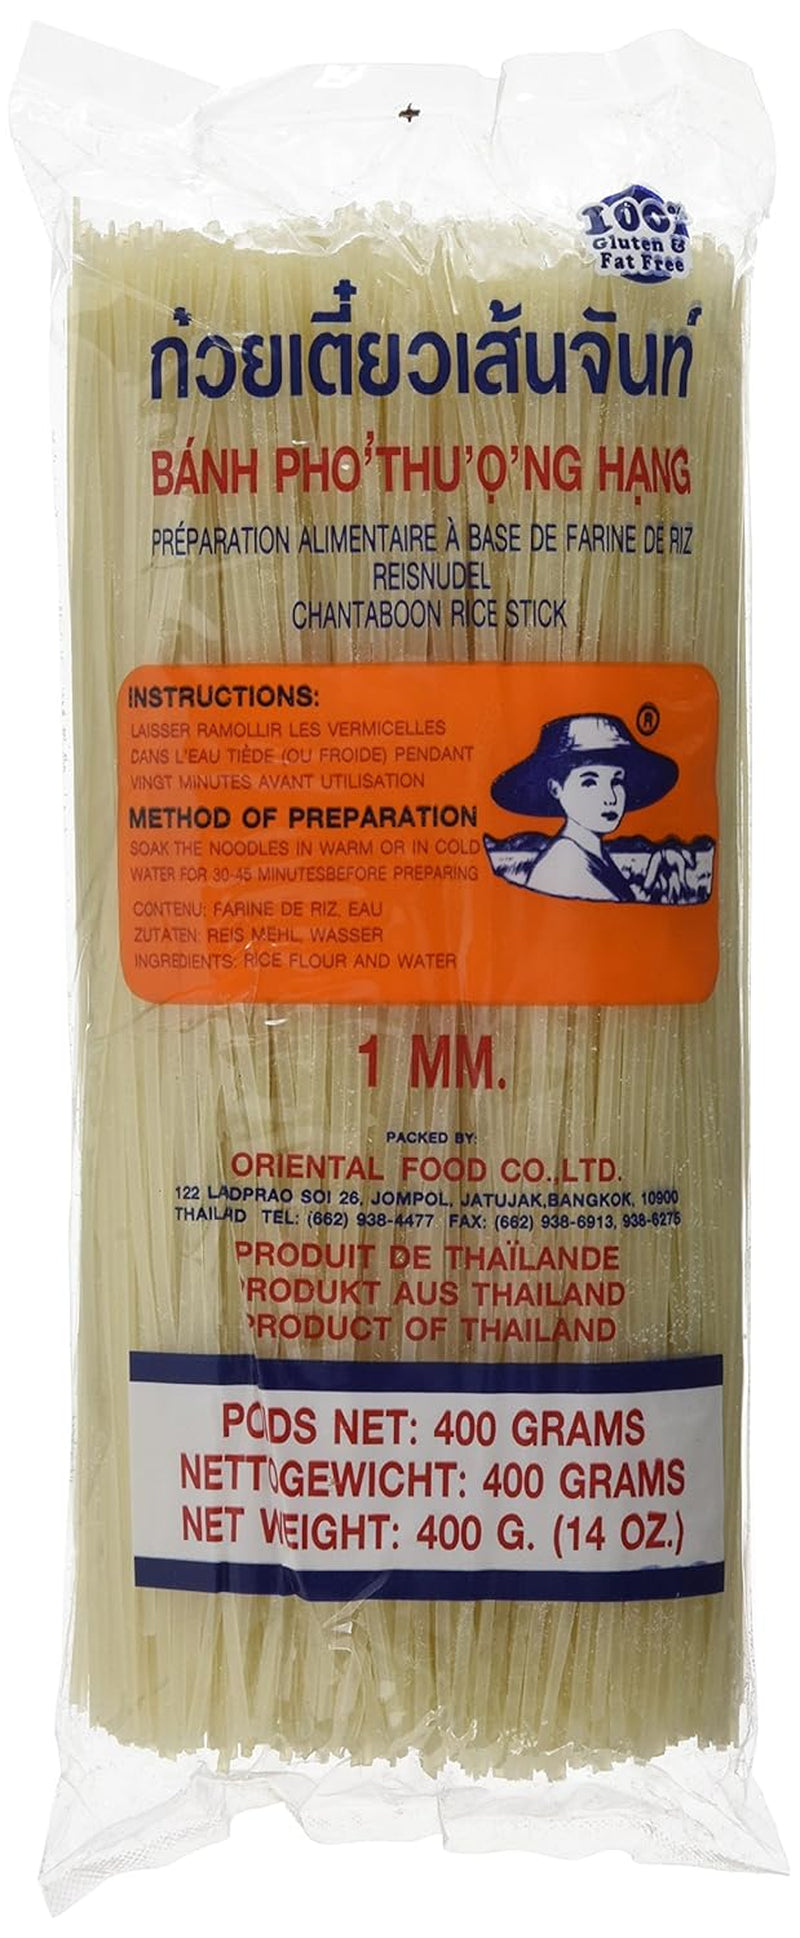 100%
Gluten &
Fat Free
ก๋วยเตี๋ยวเส้นจันท์
BÁNH PHO'̉ THU'Ọ'NG HẠNG
PRÉPARATION ALIMENTAIRE À BASE DE FARINE DE RIZ
REISNUDEL
CHANTABOON RICE STICK
INSTRUCTIONS:
LAISSER RAMOLLIR LES VERMICELLES
DANS L'EAU TIÈDE (OU FROIDE) PENDANT
VINGT MINUTES AVANT UTILISATION
®
METHOD OF PREPARATION
SOAK THE NOODLES IN WARM OR IN COLD
WATER FOR 30-45 MINUTESBEFORE PREPARING
CONTENU: FARINE DE RIZ, EAU
ZUTATEN: REIS MEHL, WASSER
INGREDIENTS: RICE FLOUR AND WATER
1 MM.
PACKED BY:
ORIENTAL FOOD CO.,LTD.
122 LADPRAO SOI 26, JOMPOL, JATUJAK,BANGKOK, 10900
THAILAND TEL: (662) 938-4477 FAX: (662) 938-6913, 938-6275
PRODUIT DE THAÏLANDE
PRODUKT AUS THAILAND
PRODUCT OF THAILAND
POIDS NET: 400 GRAMS
NETTOGEWICHT: 400 GRAMS
NET WEIGHT: 400 G. (14 OZ.)